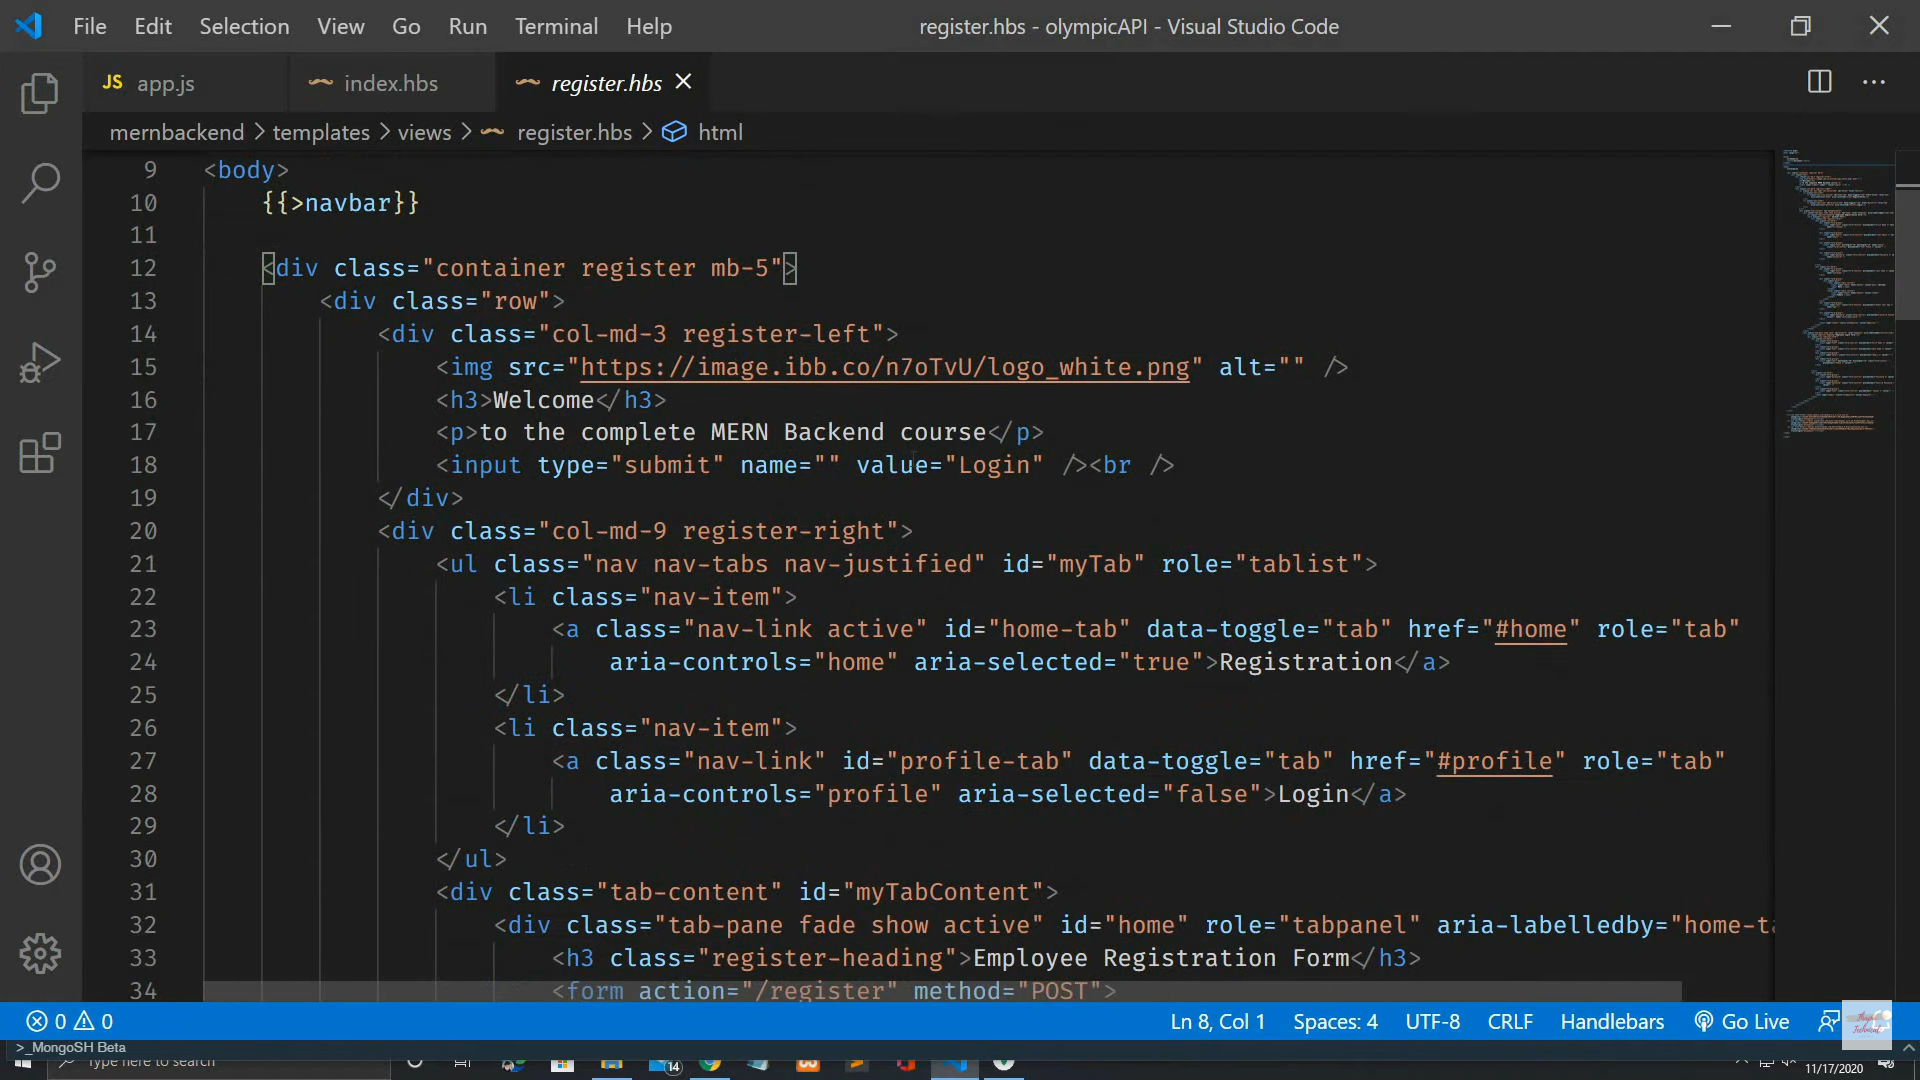 File Edit Selection View Go Run Terminal Help register.hbs - olympicAPI - Visual Studio Code
JS app.js index.hbs register.hbs
mernbackend > templates > views > register.hbs > html
9 <body>
10 {{>navbar}}
11
12 <div class="container register mb-5">
13 <div class="row">
14 <div class="col-md-3 register-left">
15 <img src="https://image.ibb.co/n7oTvU/logo_white.png" alt="" />
16 <h3>Welcome</h3>
17 <p>to the complete MERN Backend course</p>
18 <input type="submit" name="" value="Login" /><br />
19 </div>
20 <div class="col-md-9 register-right">
21 <ul class="nav nav-tabs nav-justified" id="myTab" role="tablist">
22 <li class="nav-item">
23 <a class="nav-link active" id="home-tab" data-toggle="tab" href="#home" role="tab"
24 aria-controls="home" aria-selected="true">Registration</a>
25 </li>
26 <li class="nav-item">
27 <a class="nav-link" id="profile-tab" data-toggle="tab" href="#profile" role="tab"
28 aria-controls="profile" aria-selected="false">Login</a>
29 </li>
30 </ul>
31 <div class="tab-content" id="myTabContent">
32 <div class="tab-pane fade show active" id="home" role="tabpanel" aria-labelledby="home-ta
33 <h3 class="register-heading">Employee Registration Form</h3>
34 <form action="/register" method="POST">
0 0 Ln 8, Col 1 Spaces: 4 UTF-8 CRLF Handlebars Go Live
>_MongoSH Beta
Type here to search 14 11/17/2020